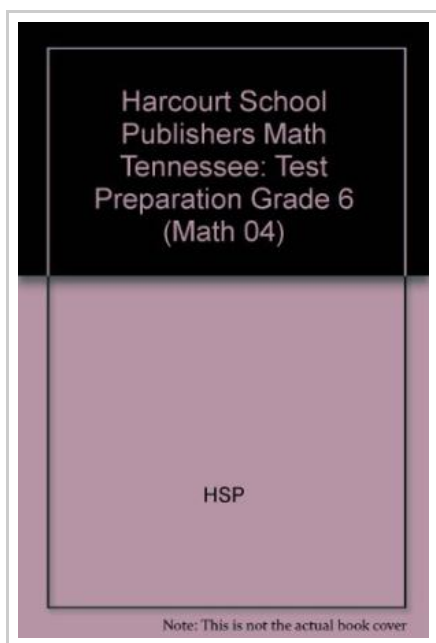 Harcourt School
Publishers Math
Tennessee: Test
Preparation Grade 6
(Math 04)
HSP
Note: This is not the actual book cover